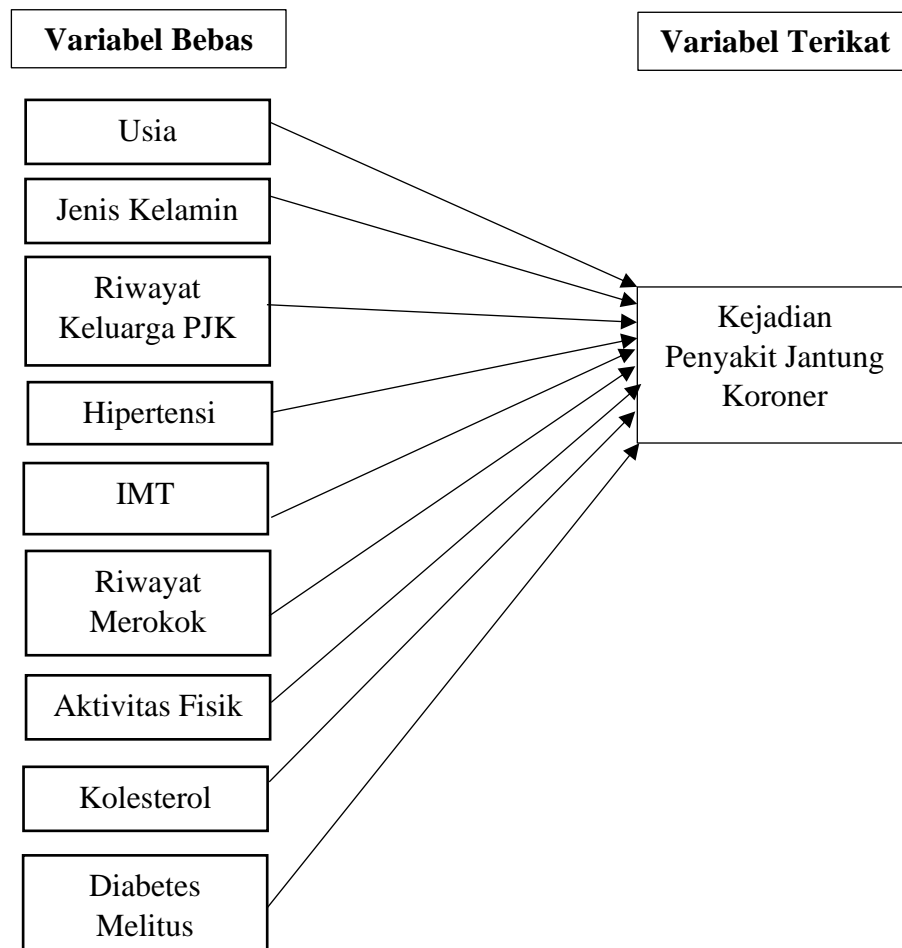 Variabel Bebas
Variabel Terikat
Usia
Jenis Kelamin
Riwayat
Keluarga PJK
Hipertensi
IMT
Riwayat
Merokok
Aktivitas Fisik
Kolesterol
Diabetes
Melitus
Kejadian
Penyakit Jantung
Koroner